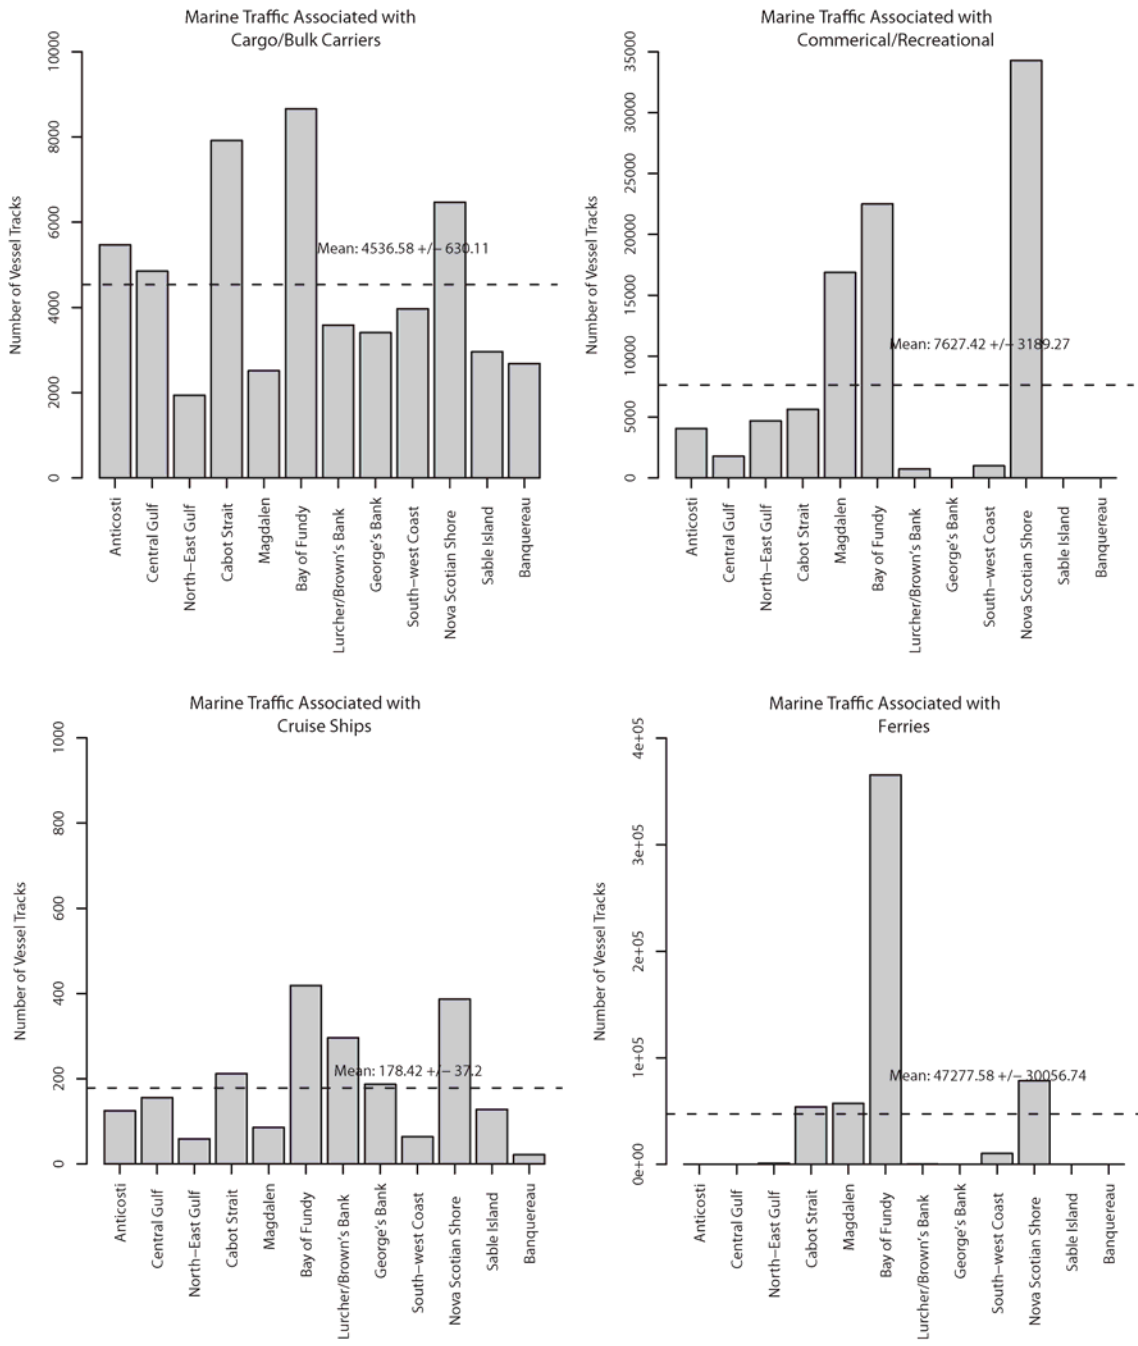 Marine Traffic Associated with
Cargo/Bulk Carriers
Number of Vessel Tracks
10000
8000
6000
4000
2000
0
Mean: 4536.58 +/− 630.11
Anticosti
Central Gulf
North−East Gulf
Cabot Strait
Magdalen
Bay of Fundy
Lurcher/Brown's Bank
George's Bank
South−west Coast
Nova Scotian Shore
Sable Island
Banquereau
Marine Traffic Associated with
Commerical/Recreational
Number of Vessel Tracks
35000
30000
25000
20000
15000
10000
5000
0
Mean: 7627.42 +/− 3189.27
Anticosti
Central Gulf
North−East Gulf
Cabot Strait
Magdalen
Bay of Fundy
Lurcher/Brown's Bank
George's Bank
South−west Coast
Nova Scotian Shore
Sable Island
Banquereau
Marine Traffic Associated with
Cruise Ships
Number of Vessel Tracks
1000
800
600
400
200
0
Mean: 178.42 +/− 37.2
Anticosti
Central Gulf
North−East Gulf
Cabot Strait
Magdalen
Bay of Fundy
Lurcher/Brown's Bank
George's Bank
South−west Coast
Nova Scotian Shore
Sable Island
Banquereau
Marine Traffic Associated with
Ferries
Number of Vessel Tracks
4e+05
3e+05
2e+05
1e+05
0e+00
Mean: 47277.58 +/− 30056.74
Anticosti
Central Gulf
North−East Gulf
Cabot Strait
Magdalen
Bay of Fundy
Lurcher/Brown's Bank
George's Bank
South−west Coast
Nova Scotian Shore
Sable Island
Banquereau